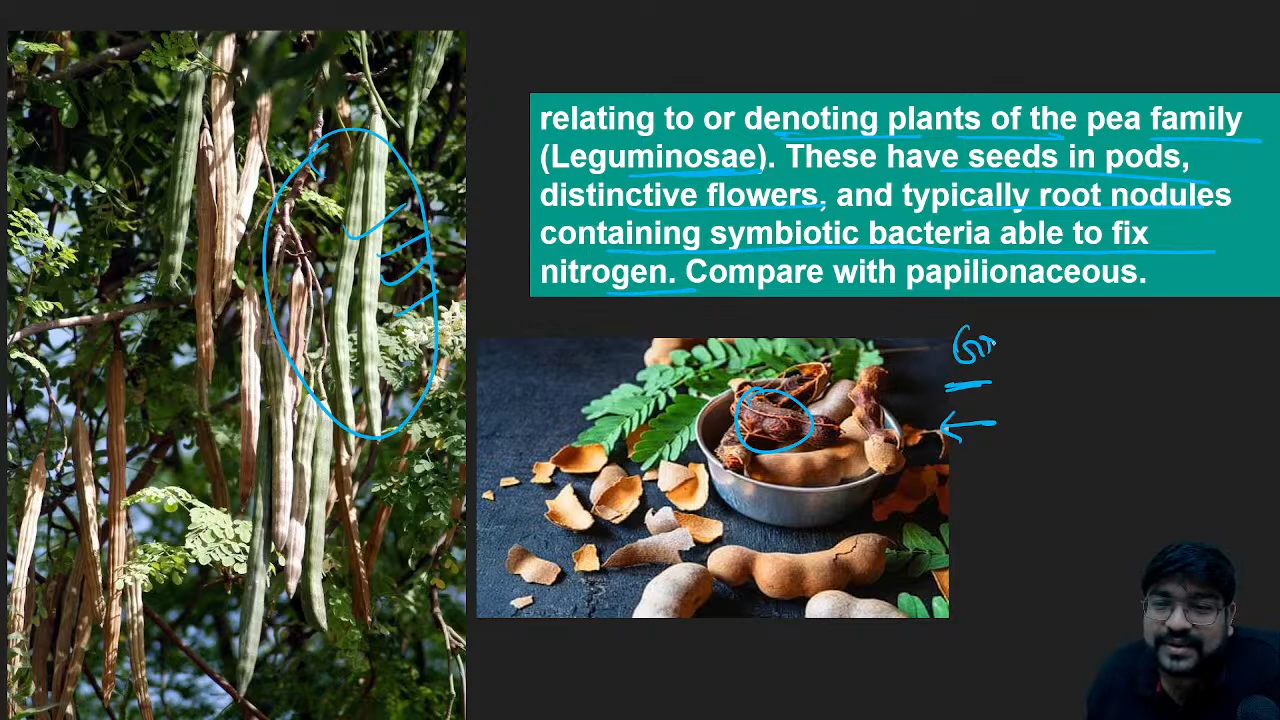 relating to or denoting plants of the pea family
(Leguminosae). These have seeds in pods,
distinctive flowers, and typically root nodules
containing symbiotic bacteria able to fix
nitrogen. Compare with papilionaceous.